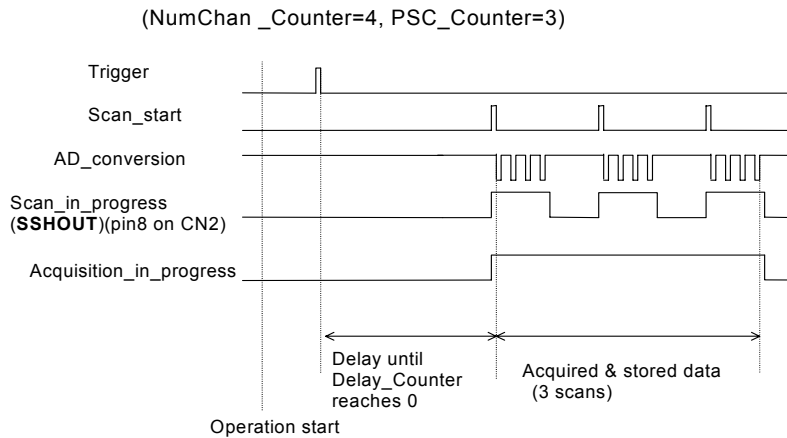 (NumChan _Counter=4, PSC_Counter=3)
Trigger
Scan_start
AD_conversion
Scan_in_progress
(SSHOUT)(pin8 on CN2)
Acquisition_in_progress
Delay until
Delay_Counter
reaches 0
Acquired & stored data
(3 scans)
Operation start